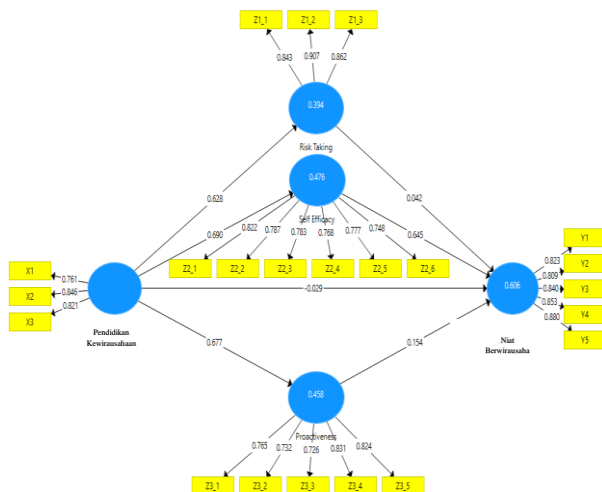 Z1_1 Z1_2 Z1_3
0.843 0.907 0.862
0.394
Risk Taking
0.476
0.628 0.042
Self Efficacy
0.690 0.822 0.787 0.783 0.768 0.777 0.748 0.645
Z2_1 Z2_2 Z2_3 Z2_4 Z2_5 Z2_6
X1 0.761
X2 0.846
X3 0.821
Pendidikan
Kewirausahaan
-0.029
0.606
Niat
Berwirausaha
0.823 Y1
0.809 Y2
0.840 Y3
0.853 Y4
0.880 Y5
0.677 0.154
0.458
Proactiveness
0.765 0.732 0.726 0.831 0.824
Z3_1 Z3_2 Z3_3 Z3_4 Z3_5